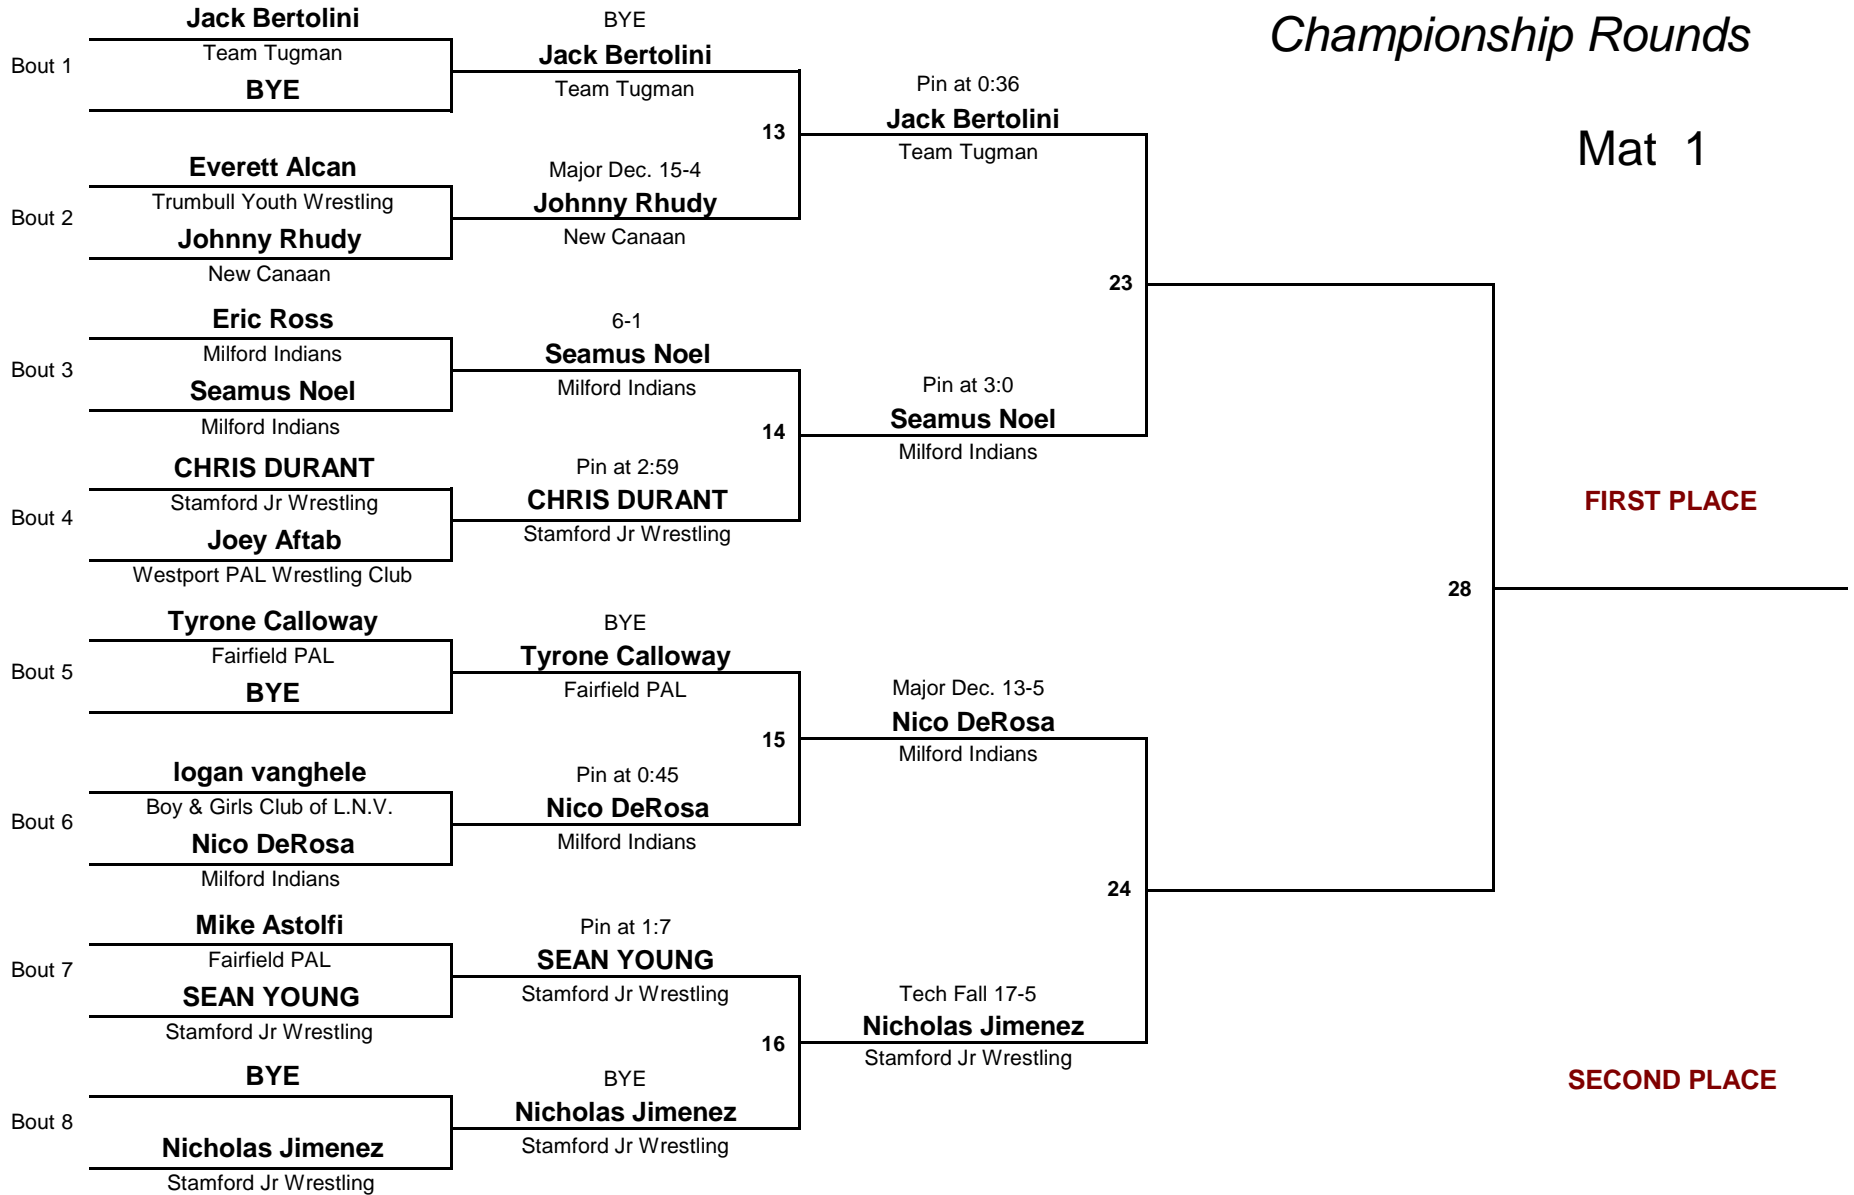 Championship Rounds
Mat 1
Bout 1
Jack Bertolini
Team Tugman
BYE
Bout 2
Everett Alcan
Trumbull Youth Wrestling
Johnny Rhudy
New Canaan
Bout 3
Eric Ross
Milford Indians
Seamus Noel
Milford Indians
Bout 4
CHRIS DURANT
Stamford Jr Wrestling
Joey Aftab
Westport PAL Wrestling Club
Bout 5
Tyrone Calloway
Fairfield PAL
BYE
Bout 6
logan vanghele
Boy & Girls Club of L.N.V.
Nico DeRosa
Milford Indians
Bout 7
Mike Astolfi
Fairfield PAL
SEAN YOUNG
Stamford Jr Wrestling
Bout 8
BYE
Nicholas Jimenez
Stamford Jr Wrestling
BYE
Jack Bertolini
Team Tugman
13
Major Dec. 15-4
Johnny Rhudy
New Canaan
6-1
Seamus Noel
Milford Indians
14
Pin at 2:59
CHRIS DURANT
Stamford Jr Wrestling
BYE
Tyrone Calloway
Fairfield PAL
15
Pin at 0:45
Nico DeRosa
Milford Indians
Pin at 1:7
SEAN YOUNG
Stamford Jr Wrestling
16
BYE
Nicholas Jimenez
Stamford Jr Wrestling
Pin at 0:36
Jack Bertolini
Team Tugman
23
Pin at 3:0
Seamus Noel
Milford Indians
Major Dec. 13-5
Nico DeRosa
Milford Indians
24
Tech Fall 17-5
Nicholas Jimenez
Stamford Jr Wrestling
28
FIRST PLACE
SECOND PLACE